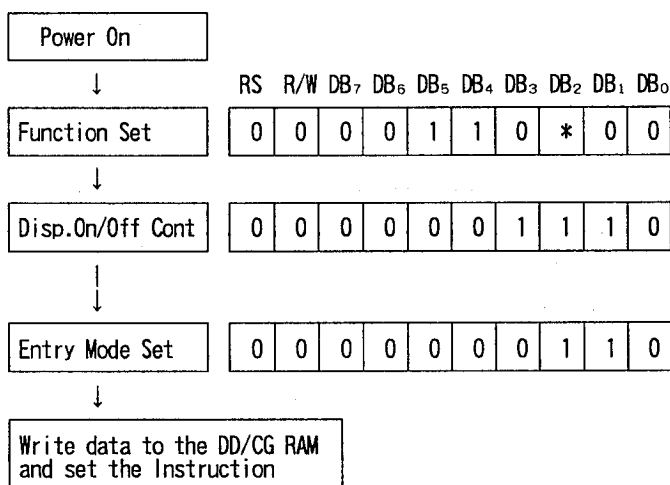 Power On
↓
RS R/W DB₇ DB₆ DB₅ DB₄ DB₃ DB₂ DB₁ DB₀
Function Set 0 0 0 0 1 1 0 * 0 0
↓
Disp.On/Off Cont 0 0 0 0 0 0 1 1 1 0
↓
Entry Mode Set 0 0 0 0 0 0 0 1 1 0
↓
Write data to the DD/CG RAM
and set the Instruction